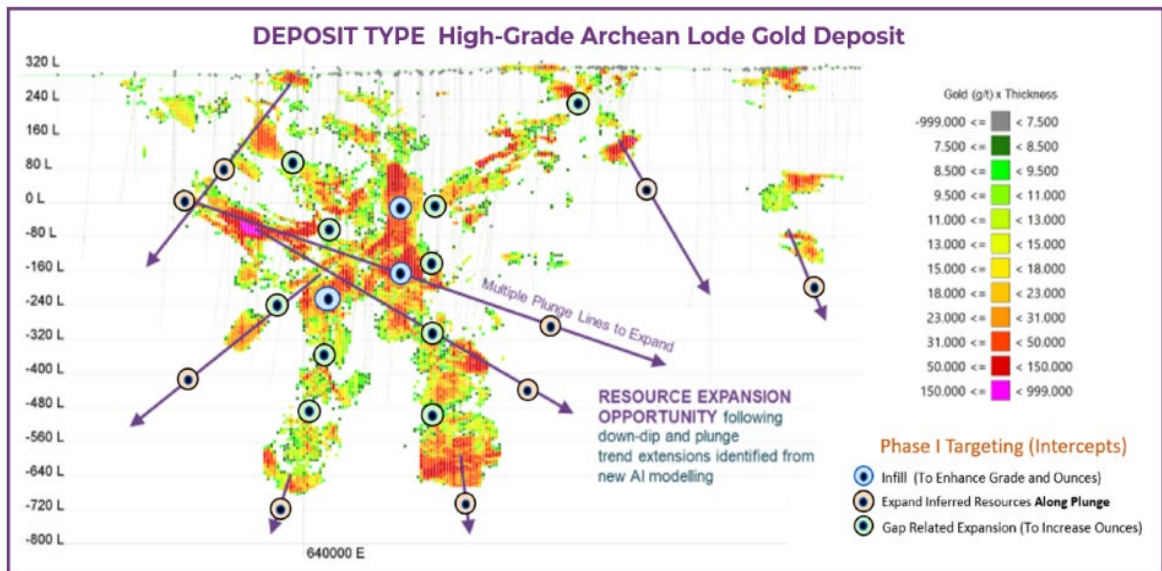 DEPOSIT TYPE High-Grade Archean Lode Gold Deposit
320 L
240 L
160 L
80 L
0 L
-80 L
-160 L
-240 L
-320 L
-400 L
-480 L
-560 L
-640 L
-720 L
-800 L
640000 E
Multiple Plunge Lines to Expand
RESOURCE EXPANSION
OPPORTUNITY following
down-dip and plunge
trend extensions identified from
new AI modelling
Gold (g/t) x Thickness
-999.000 <= < 7.500
7.500 <= < 8.500
8.500 <= < 9.500
9.500 <= < 11.000
11.000 <= < 13.000
13.000 <= < 15.000
15.000 <= < 18.000
18.000 <= < 23.000
23.000 <= < 31.000
31.000 <= < 50.000
50.000 <= < 150.000
150.000 <= < 999.000
Phase I Targeting (Intercepts)
Infill (To Enhance Grade and Ounces)
Expand Inferred Resources Along Plunge
Gap Related Expansion (To Increase Ounces)